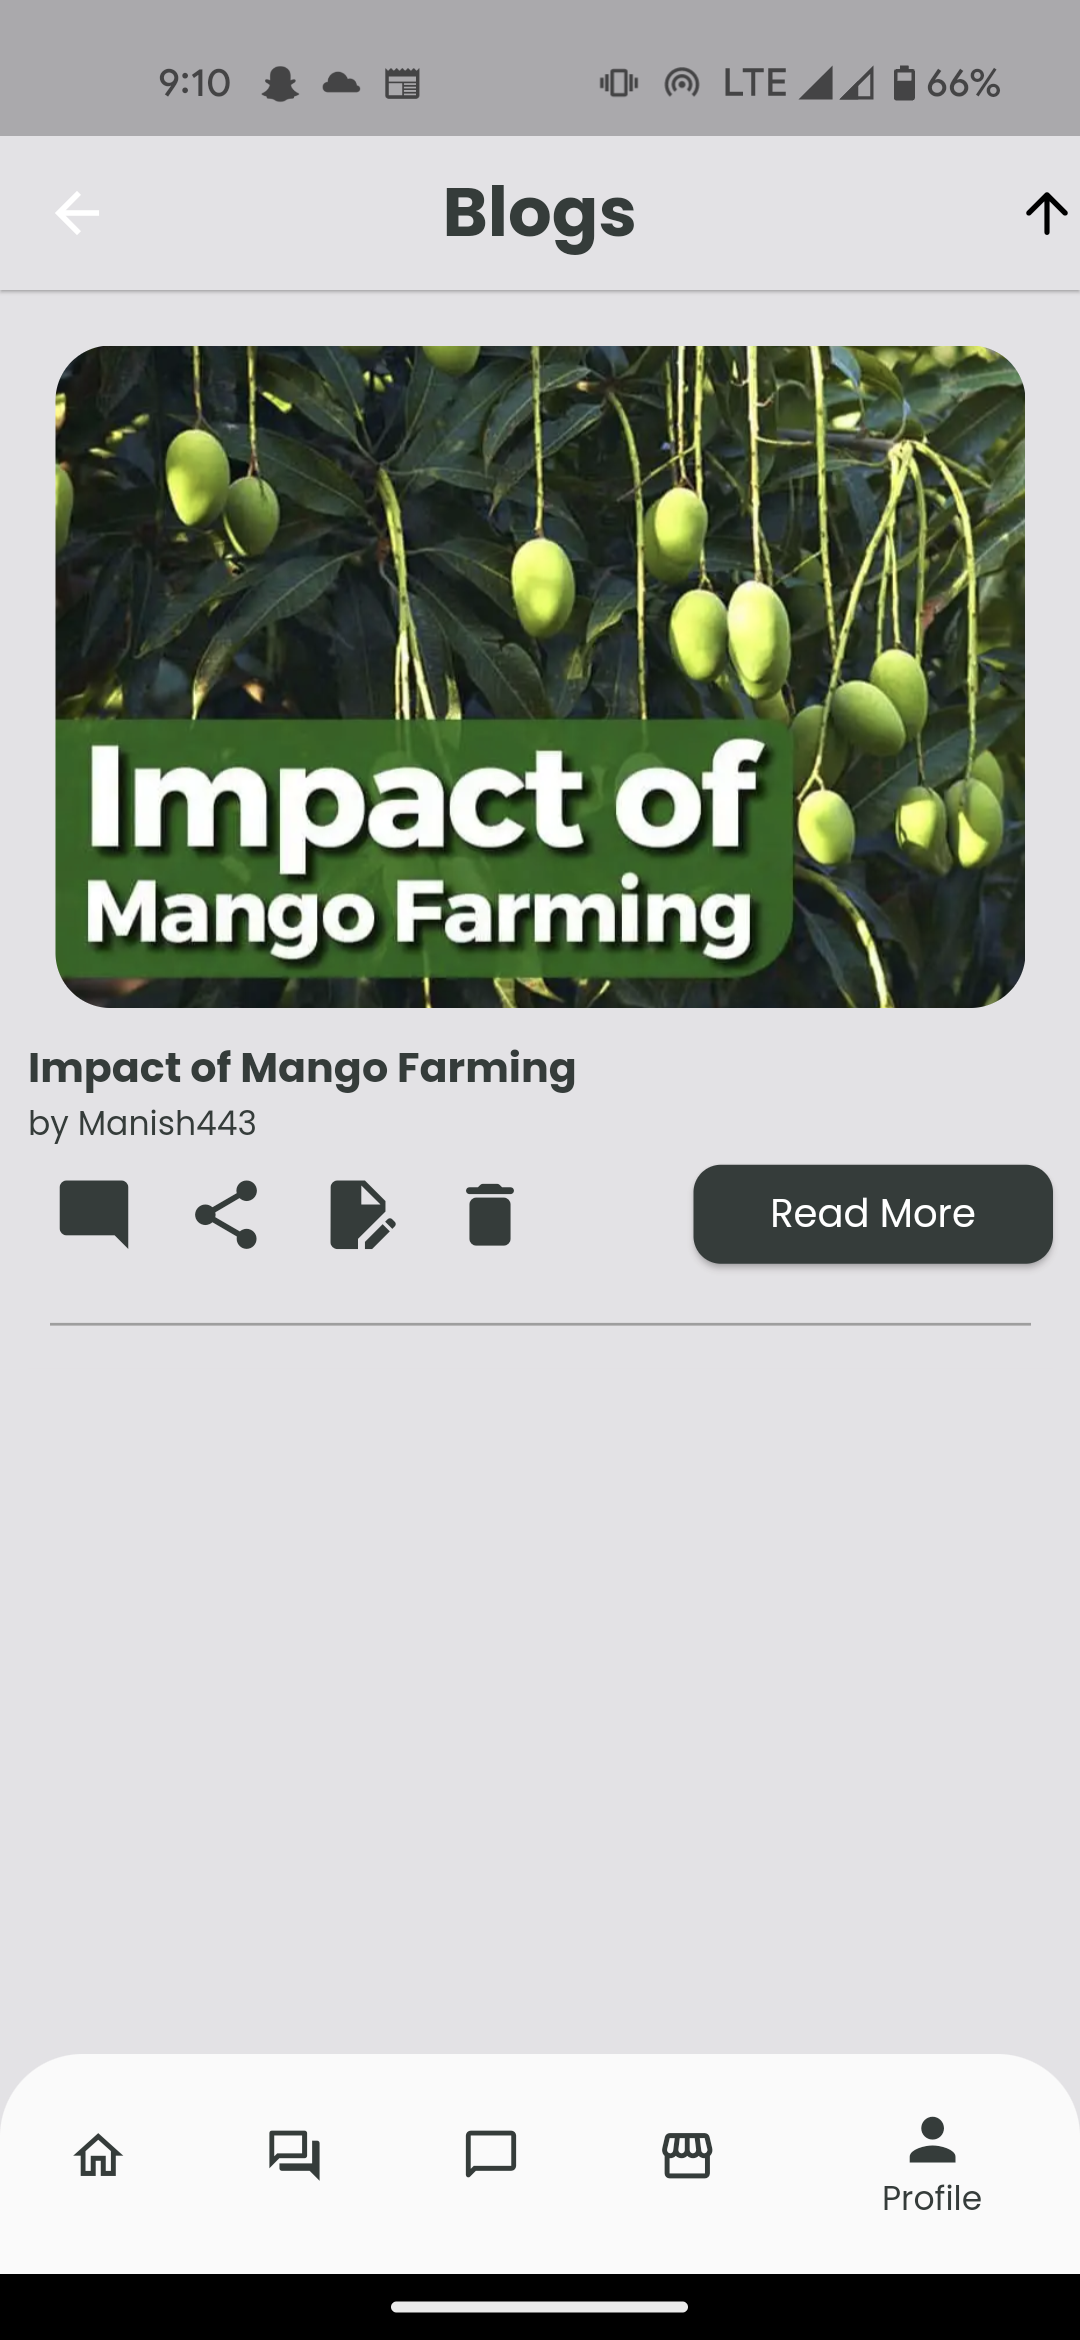 9:10
LTE 66%
Blogs
Impact of
Mango Farming
Impact of Mango Farming
by Manish443
Read More
Profile